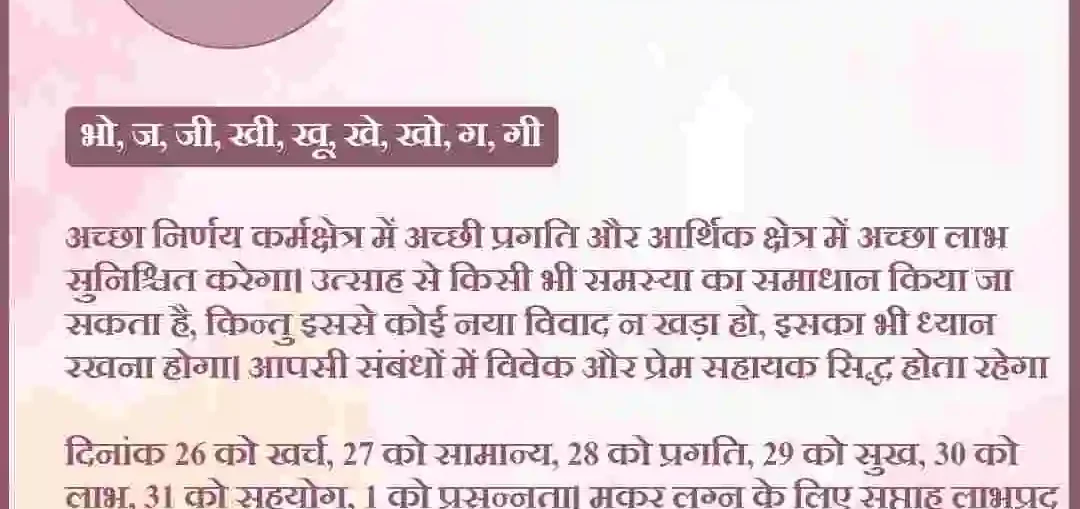 भो, ज, जी, खी, खू, खे, खो, ग, गी
अच्छा निर्णय कर्मक्षेत्र में अच्छी प्रगति और आर्थिक क्षेत्र में अच्छा लाभ
सुनिश्चित करेगा। उत्साह से किसी भी समस्या का समाधान किया जा
सकता है, किन्तु इससे कोई नया विवाद न खड़ा हो, इसका भी ध्यान
रखना होगा। आपसी संबंधों में विवेक और प्रेम सहायक सिद्ध होता रहेगा
दिनांक 26 को खर्च, 27 को सामान्य, 28 को प्रगति, 29 को सुख, 30 को
लाभ, 31 को सहयोग, 1 को प्रसन्नता। मकर लग्न के लिए सप्ताह लाभप्रद